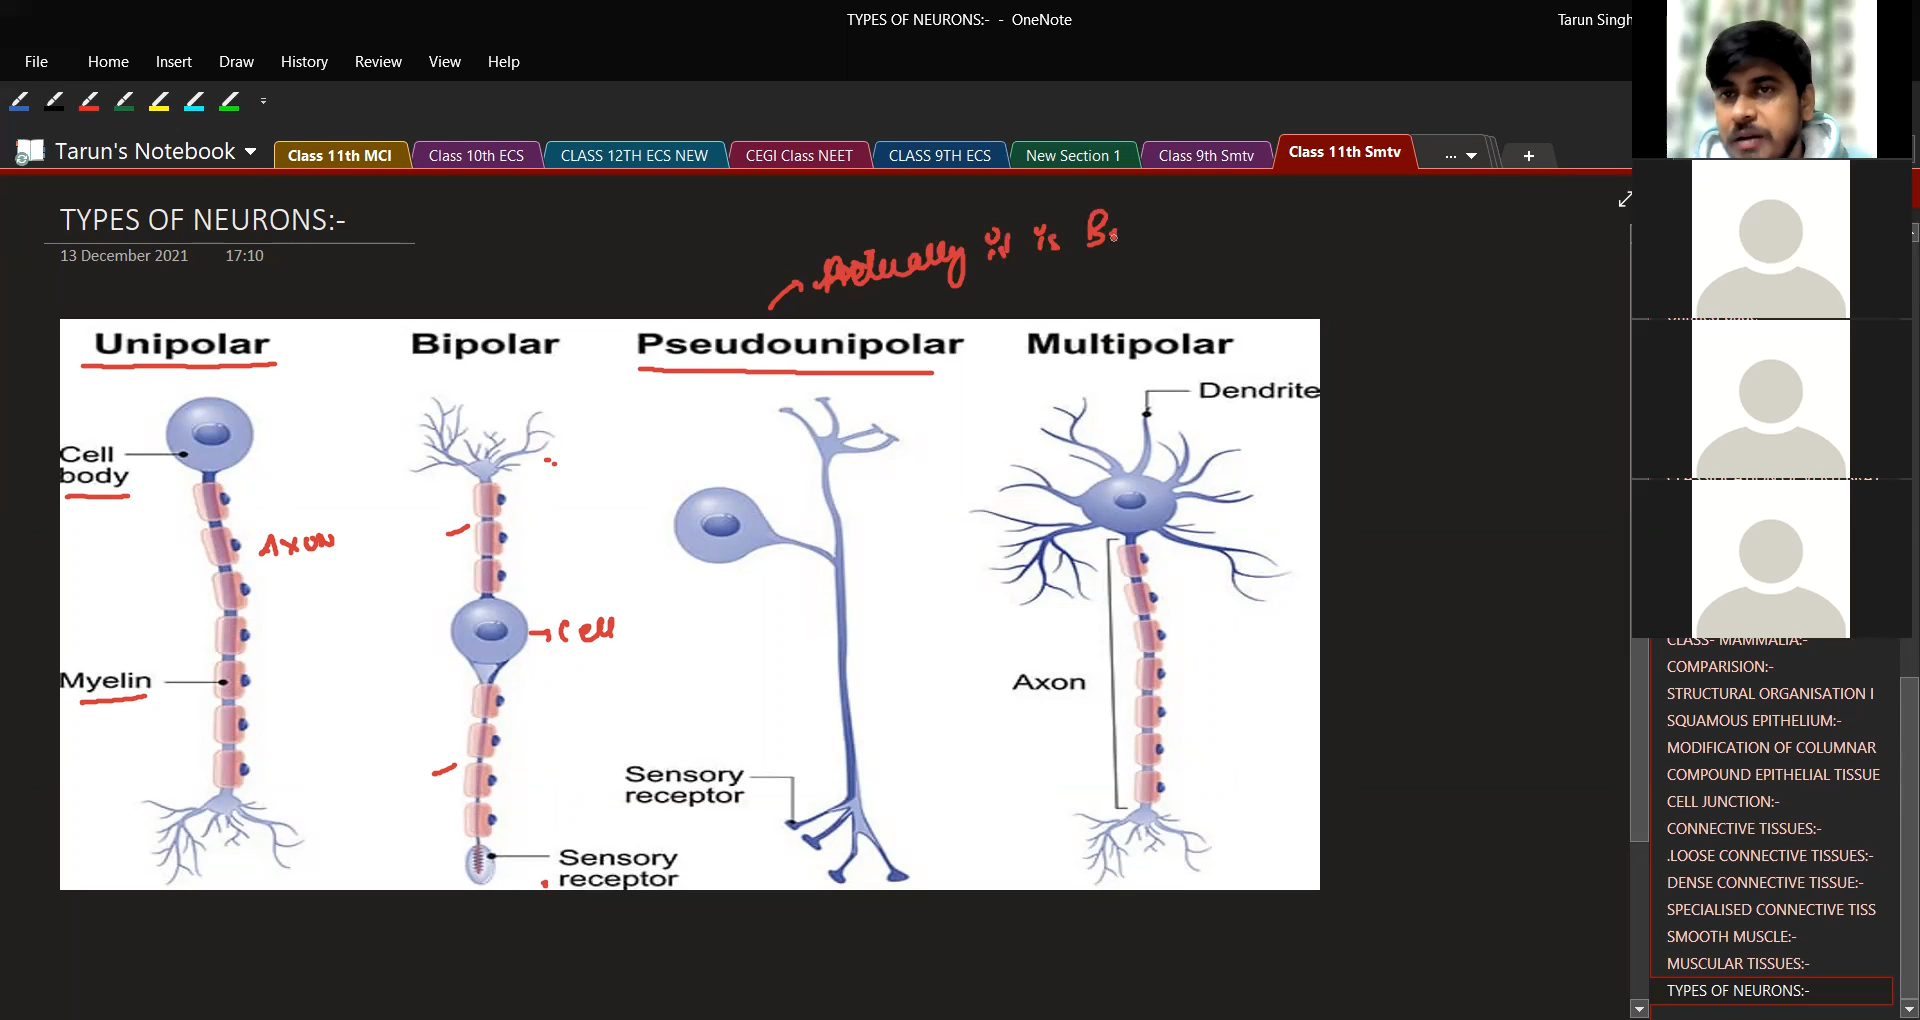 TYPES OF NEURONS:- - OneNote
Tarun Singh
File Home Insert Draw History Review View Help
Tarun's Notebook
Class 11th MCI
Class 10th ECS
CLASS 12TH ECS NEW
CEGI Class NEET
CLASS 9TH ECS
New Section 1
Class 9th Smtv
Class 11th Smtv
...
+
TYPES OF NEURONS:-
13 December 2021 17:10
Actually it is B
Unipolar Bipolar Pseudounipolar Multipolar
Dendrite
Cell
body
Axon
Cell
Myelin
Axon
Sensory
receptor
Sensory
receptor
CLASS- MAMMALIA:-
COMPARISION:-
STRUCTURAL ORGANISATION I
SQUAMOUS EPITHELIUM:-
MODIFICATION OF COLUMNAR
COMPOUND EPITHELIAL TISSUE
CELL JUNCTION:-
CONNECTIVE TISSUES:-
.LOOSE CONNECTIVE TISSUES:-
DENSE CONNECTIVE TISSUE:-
SPECIALISED CONNECTIVE TISS
SMOOTH MUSCLE:-
MUSCULAR TISSUES:-
TYPES OF NEURONS:-